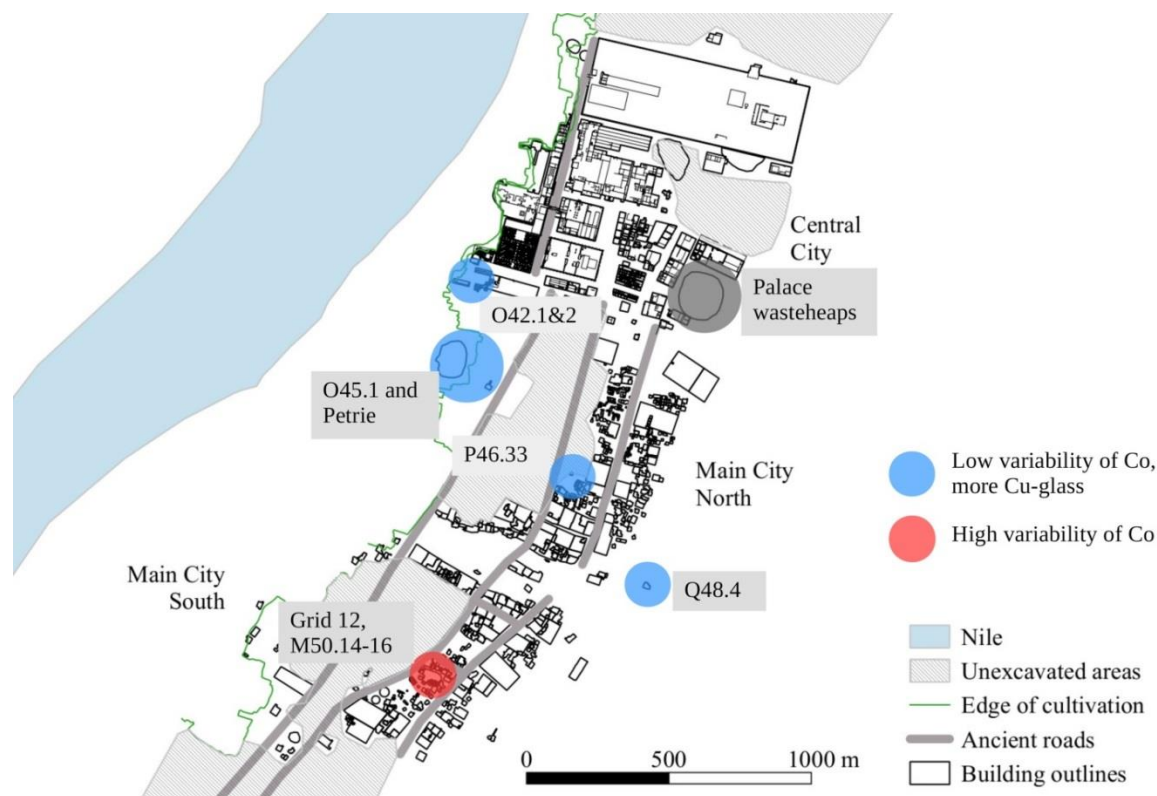 Central
City
Palace
wasteheaps
O42.1&2
O45.1 and
Petrie
P46.33
Main City
North
Low variability of Co,
more Cu-glass
High variability of Co
Main City
South
Q48.4
Grid 12,
M50.14-16
Nile
Unexcavated areas
Edge of cultivation
Ancient roads
Building outlines
0 500 1000 m